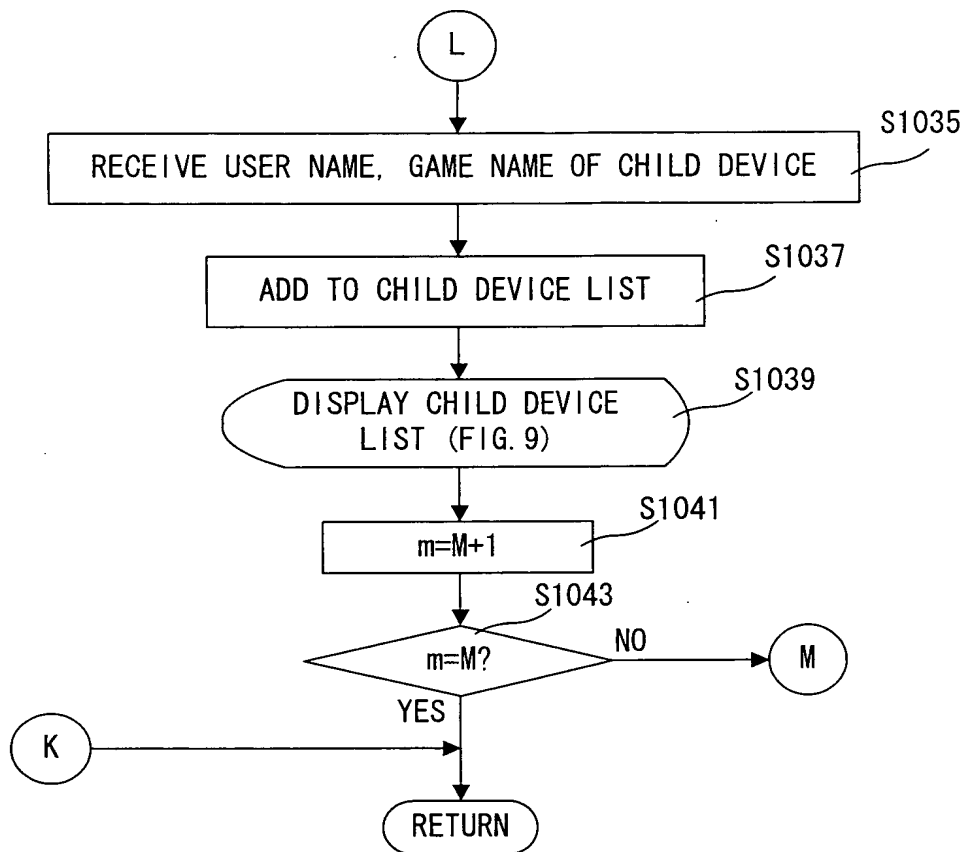 L
S1035
RECEIVE USER NAME, GAME NAME OF CHILD DEVICE
S1037
ADD TO CHILD DEVICE LIST
S1039
DISPLAY CHILD DEVICE
LIST (FIG. 9)
S1041
m=M+1
S1043
m=M?
NO
M
YES
K
RETURN